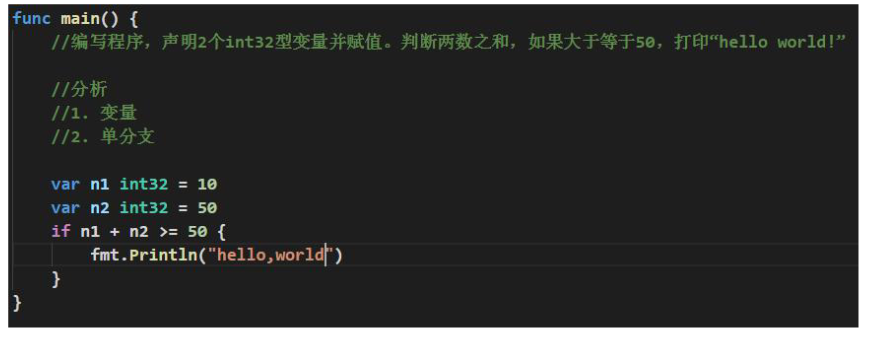 func main() {
//编写程序，声明2个int32型变量并赋值。判断两数之和，如果大于等于50，打印“hello world!”
//分析
//1. 变量
//2. 单分支
var n1 int32 = 10
var n2 int32 = 50
if n1 + n2 >= 50 {
fmt.Println("hello,world")
}
}